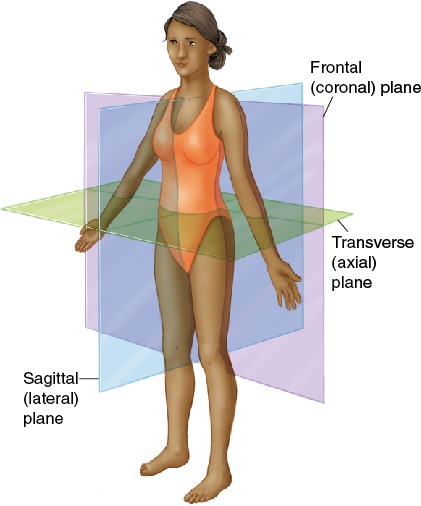 Frontal
(coronal) plane
Transverse
(axial)
plane
Sagittal
(lateral)
plane